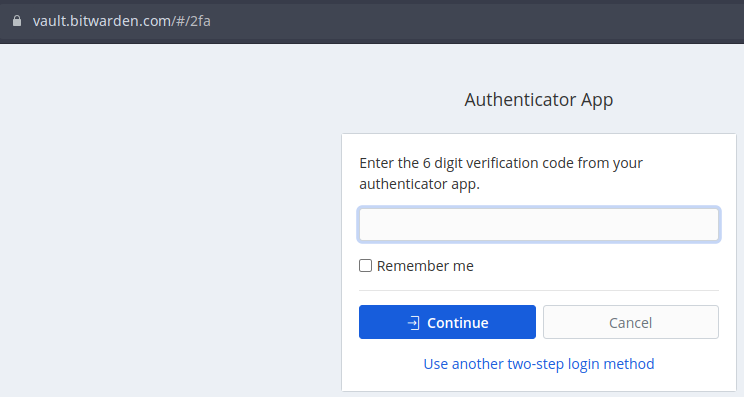 vault.bitwarden.com/#/2fa
Authenticator App
Enter the 6 digit verification code from your
authenticator app.
Remember me
Continue
Cancel
Use another two-step login method